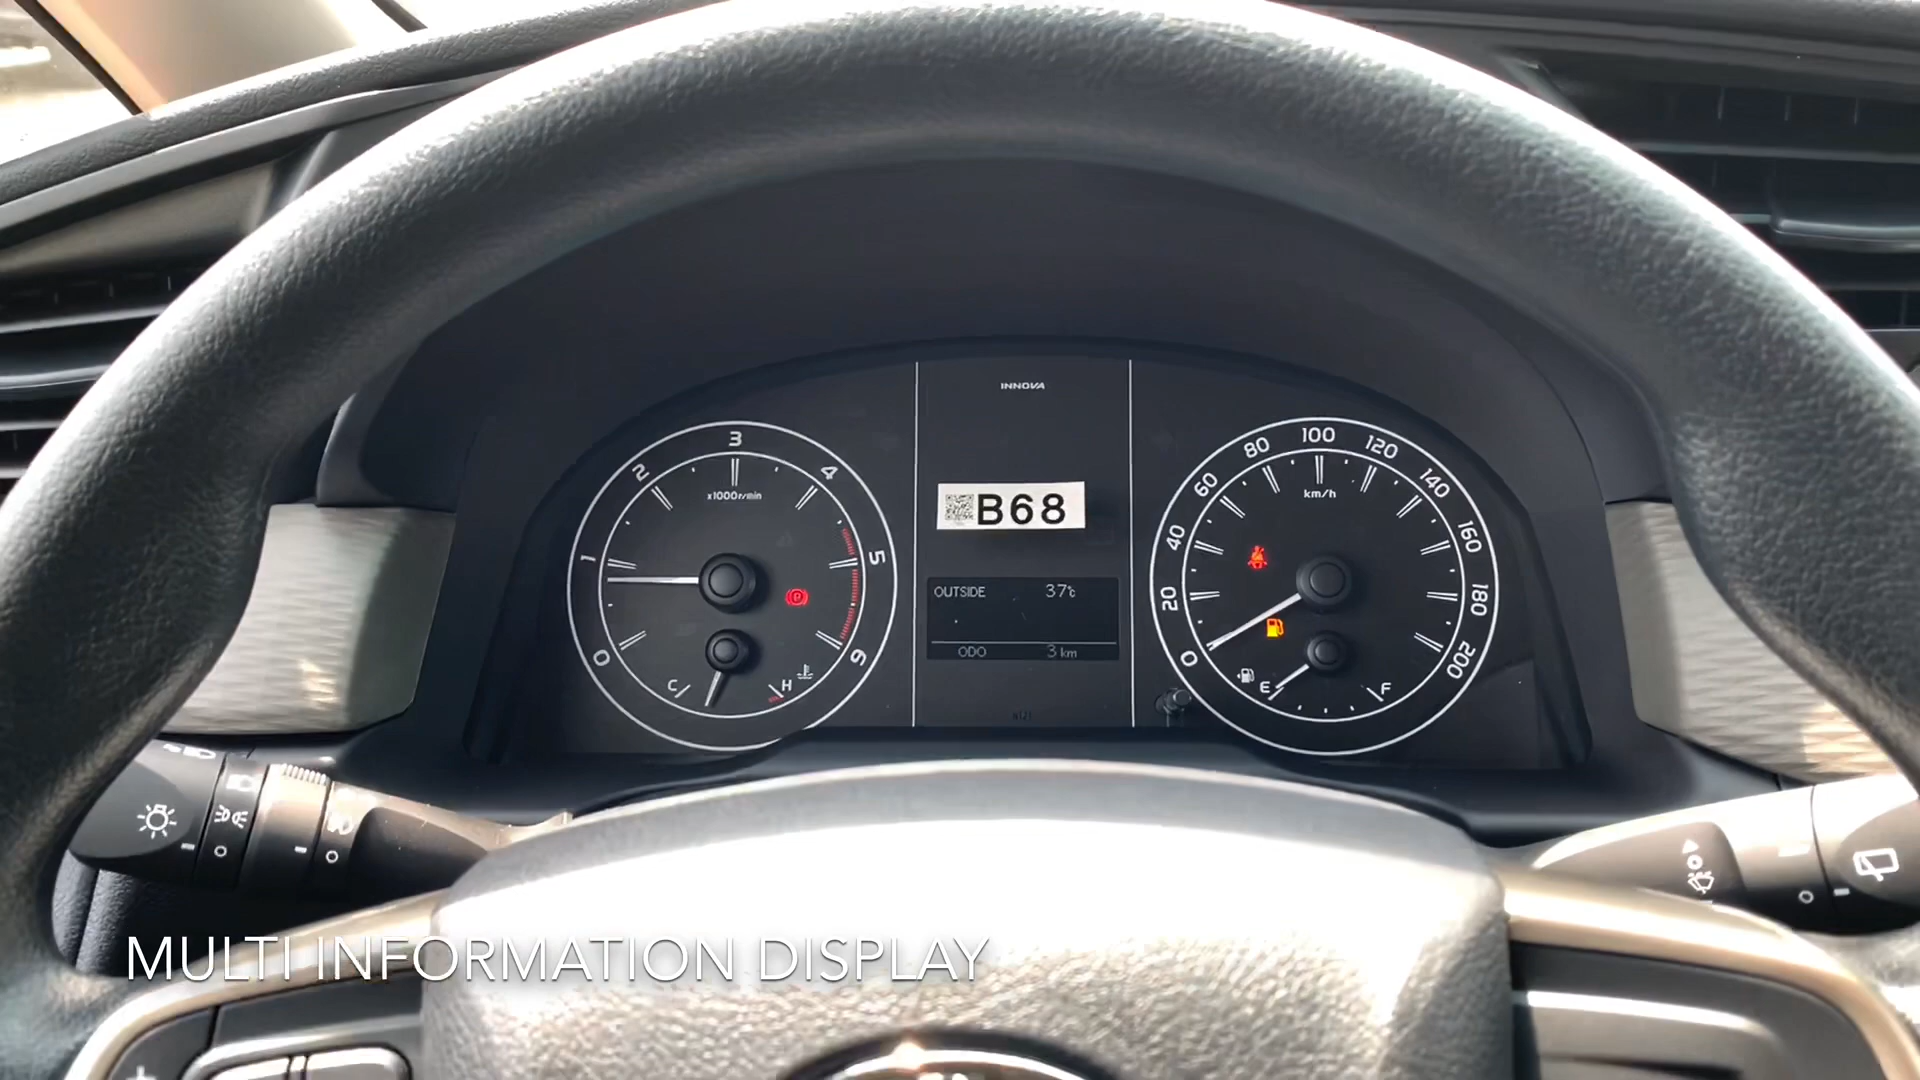 INNOVA
B68
OUTSIDE 37℃
ODO 3 km
0 1 2 3 4 5 6
x1000r/min
C H
0 20 40 60 80 100 120 140 160 180 200
km/h
E F
MULTI INFORMATION DISPLAY